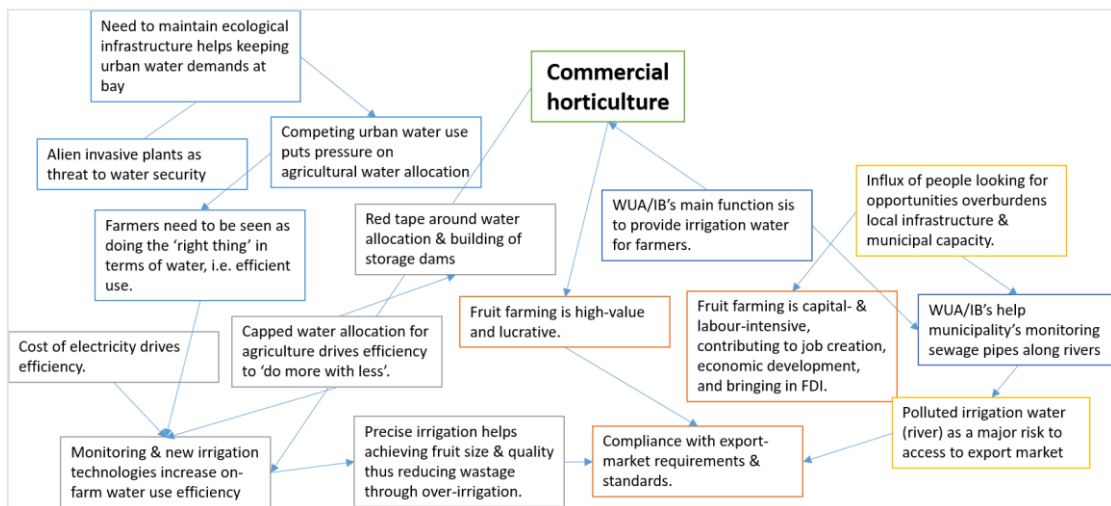 Need to maintain ecological
infrastructure helps keeping
urban water demands at
bay
Commercial
horticulture
Alien invasive plants as
threat to water security
Competing urban water use
puts pressure on
agricultural water allocation
Influx of people looking for
opportunities overburdens
local infrastructure &
municipal capacity.
Farmers need to be seen as
doing the ‘right thing’ in
terms of water, i.e. efficient
use.
Red tape around water
allocation & building of
storage dams
WUA/IB’s main function sis
to provide irrigation water
for farmers.
Fruit farming is high-value
and lucrative.
Fruit farming is capital- &
labour-intensive,
contributing to job creation,
economic development,
and bringing in FDI.
WUA/IB’s help
municipality’s monitoring
sewage pipes along rivers
Cost of electricity drives
efficiency.
Capped water allocation for
agriculture drives efficiency
to ‘do more with less’.
Monitoring & new irrigation
technologies increase on-
farm water use efficiency
Precise irrigation helps
achieving fruit size & quality
thus reducing wastage
through over-irrigation.
Compliance with export-
market requirements &
standards.
Polluted irrigation water
(river) as a major risk to
access to export market